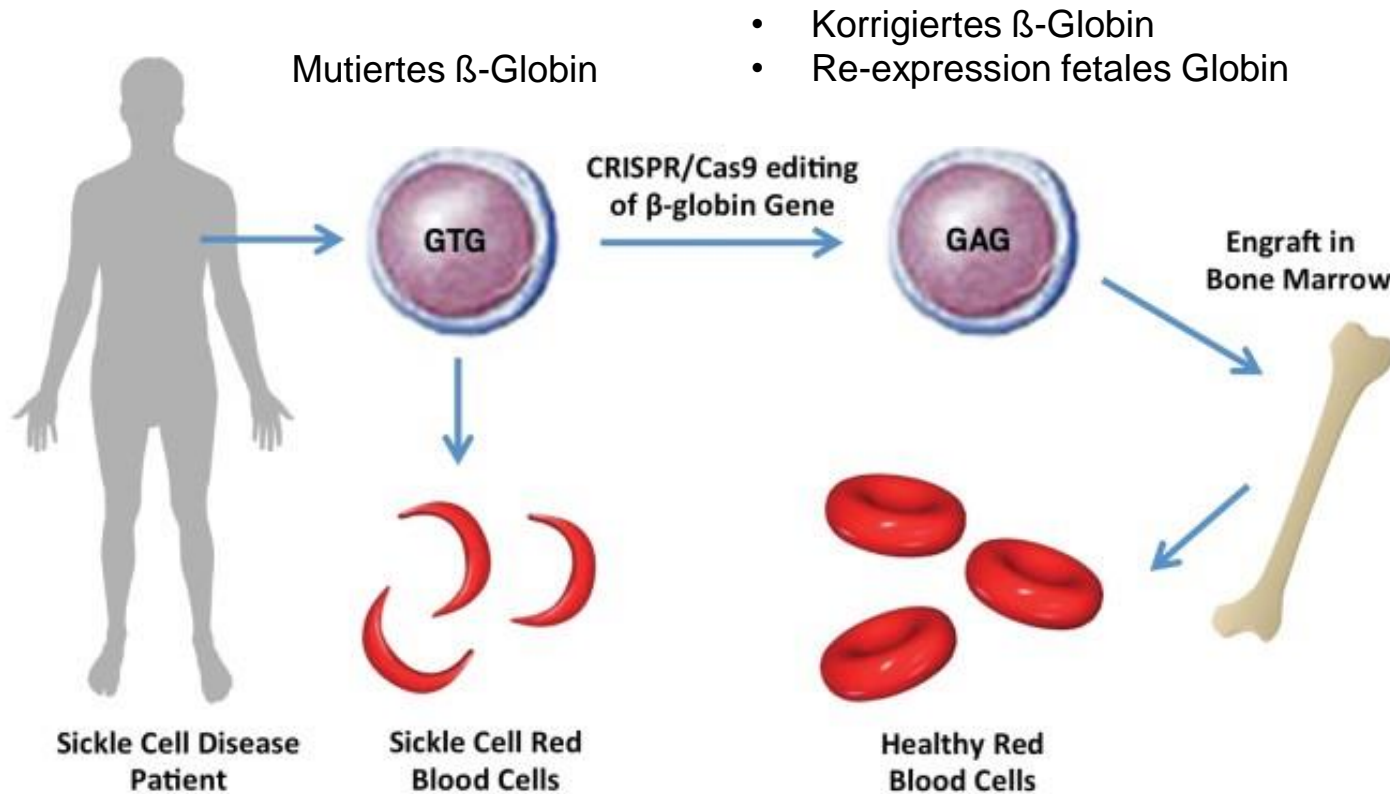 • Korrigiertes ß-Globin
• Re-expression fetales Globin
Mutiertes ß-Globin
CRISPR/Cas9 editing
of β-globin Gene
GTG
GAG
Engraft in
Bone Marrow
Sickle Cell Disease
Patient
Sickle Cell Red
Blood Cells
Healthy Red
Blood Cells